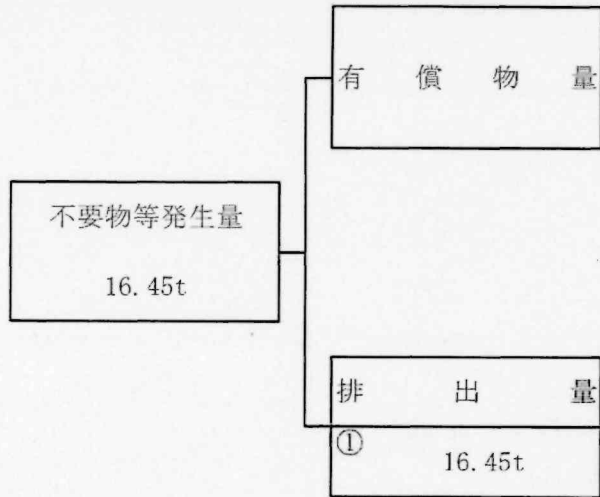 有償物量
不要物等発生量
16.45t
排出量
①
16.45t